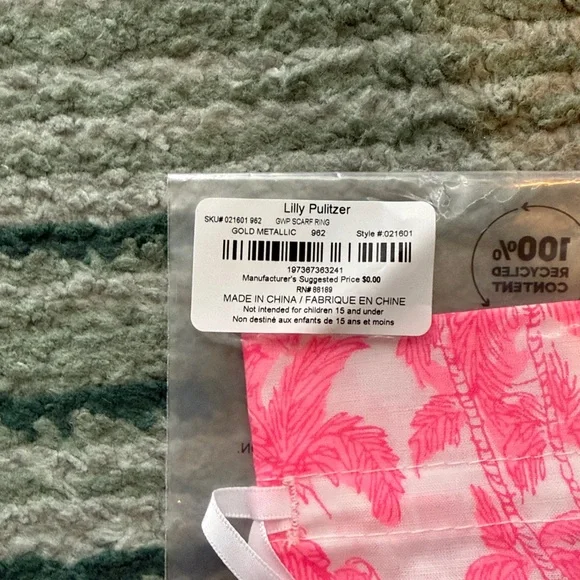 Lilly Pulitzer
SKU# 021601 962 GWP SCARF RING
GOLD METALLIC 962 Style #:021601
197387363241
Manufacturer's Suggested Price $0.00
RN# 88189
MADE IN CHINA / FABRIQUE EN CHINE
Not intended for children 15 and under
Non destiné aux enfants de 15 ans et moins
100%
RECYCLED
CONTENT